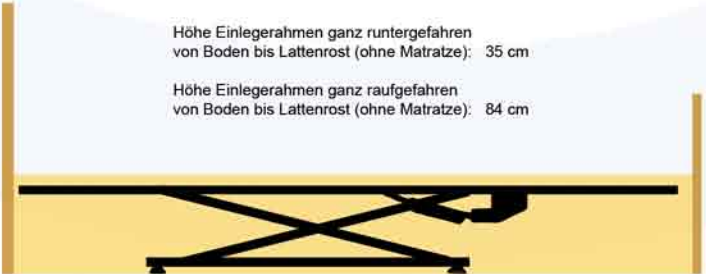 Höhe Einlegerahmen ganz runtergefahren
von Boden bis Lattenrost (ohne Matratze): 35 cm
Höhe Einlegerahmen ganz raufgefahren
von Boden bis Lattenrost (ohne Matratze): 84 cm